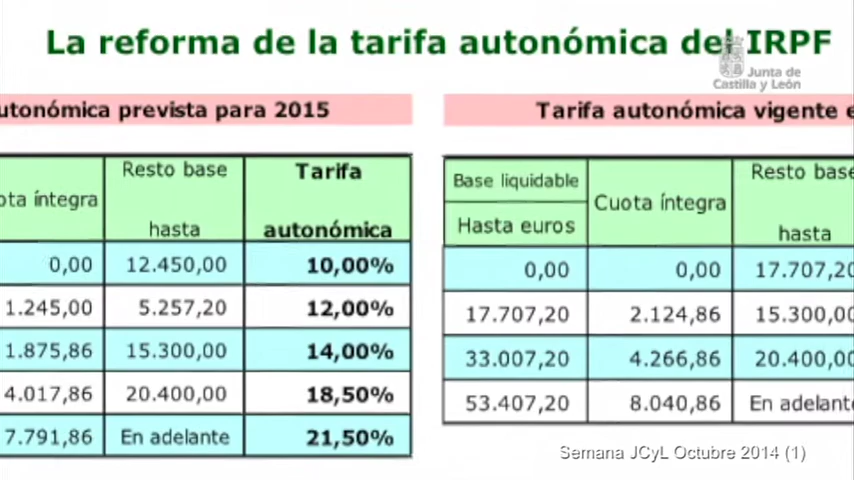 La reforma de la tarifa autonómica del IRPF
Junta de
Castilla y León
utonómica prevista para 2015
ota íntegra
Resto base
hasta
Tarifa
autonómica
0,00 12.450,00 10,00%
1.245,00 5.257,20 12,00%
1.875,86 15.300,00 14,00%
4.017,86 20.400,00 18,50%
7.791,86 En adelante 21,50%
Tarifa autonómica vigente e
Base liquidable
Hasta euros
Cuota íntegra
Resto base
hasta
0,00 0,00 17.707,20
17.707,20 2.124,86 15.300,00
33.007,20 4.266,86 20.400,00
53.407,20 8.040,86 En adelante
Semana JCyL Octubre 2014 (1)